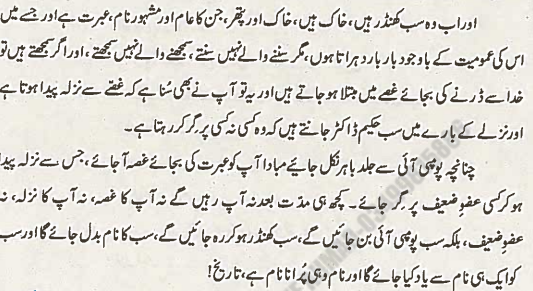 اور اب وہ سب کھنڈر ہیں، خاک ہیں، خاک اور پتھر، جن کا عام اور مشہور نام، عبرت ہے اور جسے میں
اس کی عمومیت کے باوجود بار بار دہراتا ہوں، مگر سننے والے نہیں سنتے، سمجھنے والے نہیں سمجھتے، اور اگر سمجھتے ہیں تو
خدا سے ڈرنے کی بجائے غصے میں مبتلا ہو جاتے ہیں اور یہ تو آپ نے بھی سُنا ہے کہ غصّے سے نزلہ پیدا ہوتا ہے
اور نزلے کے بارے میں سب حکیم ڈاکٹر جانتے ہیں کہ وہ کسی نہ کسی پر گر کر رہتا ہے۔
چنانچہ پومپی آئی سے جلد باہر نکل جائیے مبادا آپ کو عبرت کی بجائے غصہ آ جائے، جس سے نزلہ پیدا
ہو کر کسی عضوِ ضعیف پر گر جائے۔ کچھ ہی مدّت بعد نہ آپ رہیں گے نہ آپ کا غصہ، نہ آپ کا نزلہ، نہ
عضوِ ضعیف، بلکہ سب پومپی آئی بن جائیں گے، سب کھنڈر ہو کر رہ جائیں گے، سب کا نام بدل جائے گا اور سب
کو ایک ہی نام سے یاد کیا جائے گا اور نام وہی پُرانا نام ہے، تاریخ!